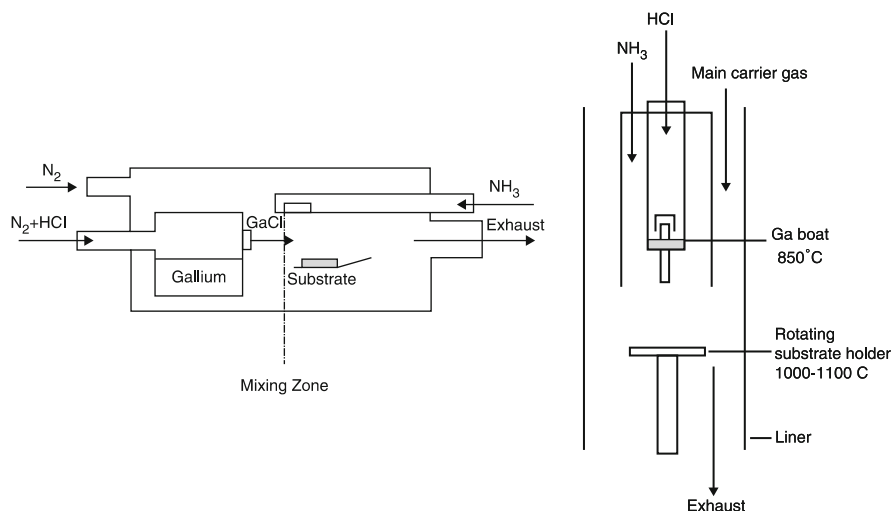 N₂
N₂+HCl
GaCl
NH₃
Exhaust
Gallium
Substrate
Mixing Zone
HCl
NH₃
Main carrier gas
Ga boat
850˚C
Rotating
substrate holder
1000-1100 C
Liner
Exhaust